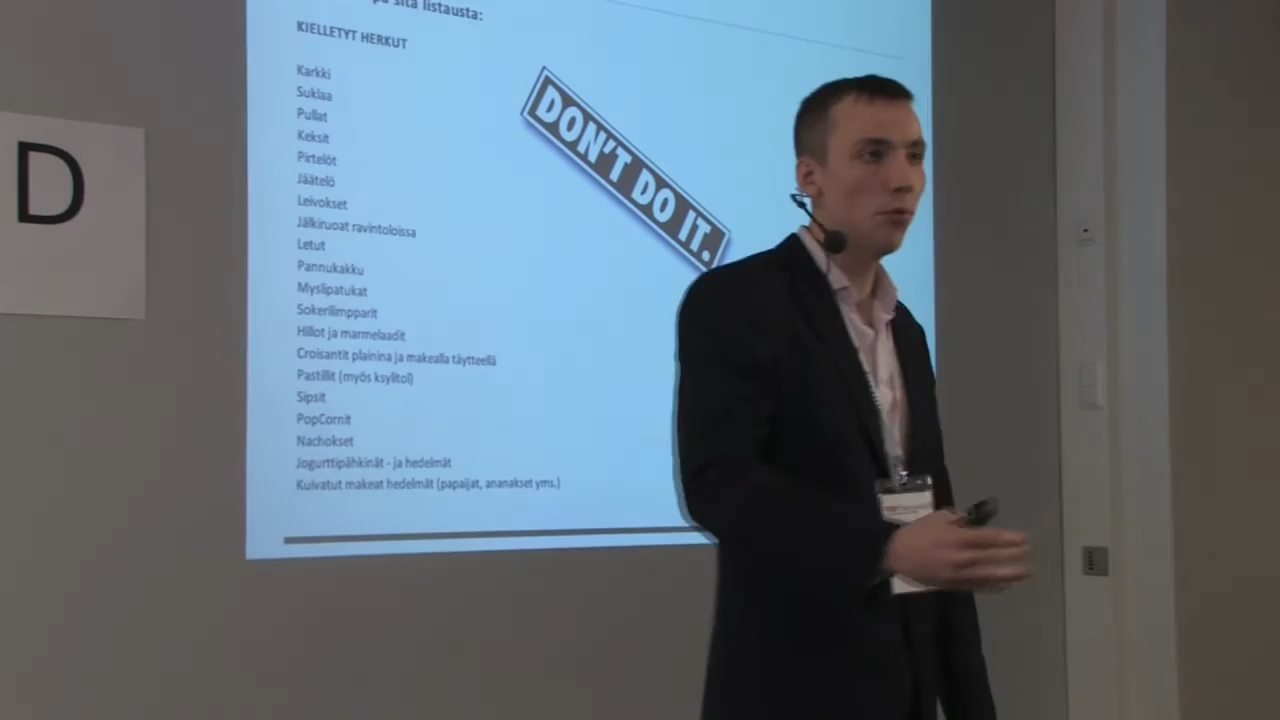 sitä listausta:
KIELLETYT HERKUT
Karkki
Suklaa
Pullat
Keksit
Pirtelöt
Jäätelö
Leivokset
Jälkiruoat ravintoloissa
Letut
Pannukakku
Myslipatukat
Sokerilimpparit
Hillot ja marmelaadit
Croisantit plainina ja makealla täytteellä
Pastillit (myös ksylitol)
Sipsit
PopCornit
Nachokset
Jogurttipähkinät - ja hedelmät
Kuivatut makeat hedelmät (papaijat, ananakset yms.)
DON'T DO IT.
D